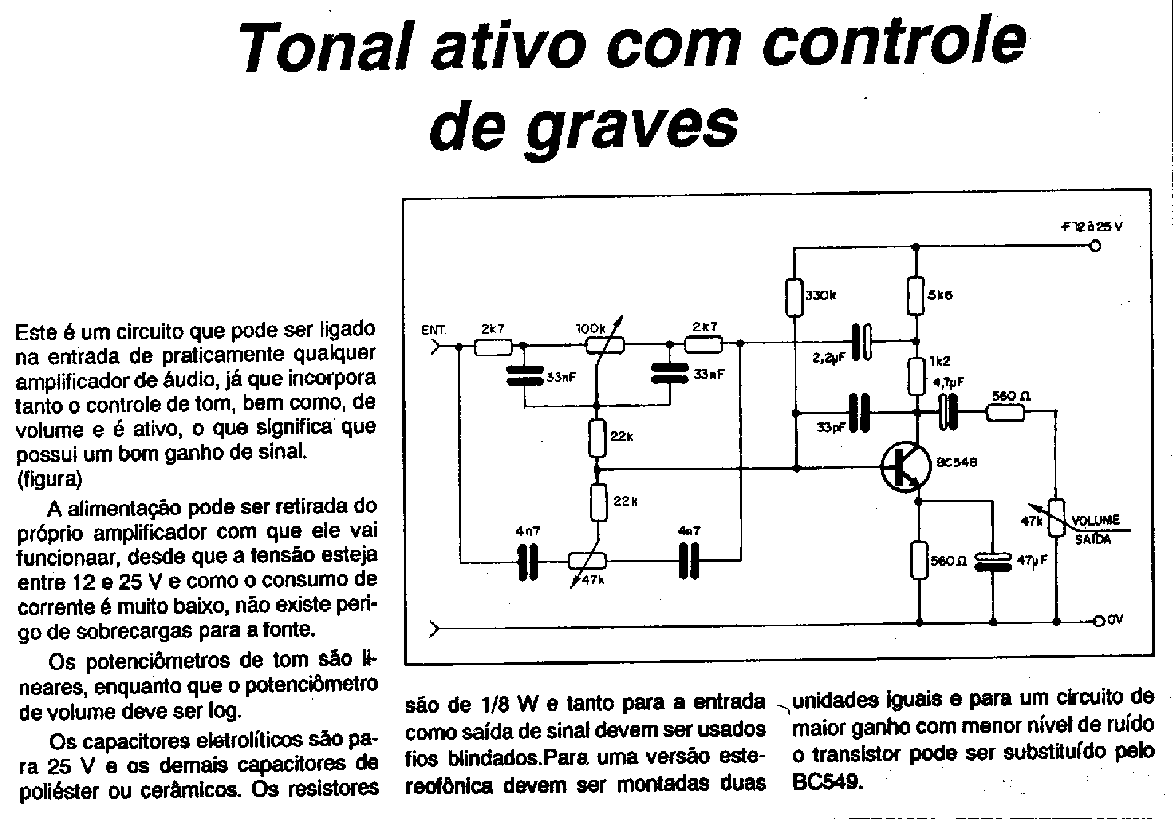 Tonal ativo com controle
de graves
Este é um circuito que pode ser ligado
na entrada de praticamente qualquer
amplificador de áudio, já que incorpora
tanto o controle de tom, bem como, de
volume e é ativo, o que significa que
possui um bom ganho de sinal.
(figura)
A alimentação pode ser retirada do
próprio amplificador com que ele vai
funcionaar, desde que a tensão esteja
entre 12 e 25 V e como o consumo de
corrente é muito baixo, não existe peri-
go de sobrecargas para a fonte.
Os potenciômetros de tom são li-
neares, enquanto que o potenciômetro
de volume deve ser log.
Os capacitores eletrolíticos são pa-
ra 25 V e os demais capacitores de
poliéster ou cerâmicos. Os resistores
+12 à 25 V
330k
5k6
ENT.
2k7
100k
2k7
2,2µF
33nF
33nF
1k2
4,7µF
560 Ω
33pF
22k
BC548
22k
4n7
4n7
47k
47k
VOLUME
SAÍDA
560 Ω
47µF
0V
são de 1/8 W e tanto para a entrada
como saída de sinal devem ser usados
fios blindados.Para uma versão este-
reofônica devem ser montadas duas
unidades iguais e para um circuito de
maior ganho com menor nível de ruído
o transistor pode ser substituído pelo
BC549.